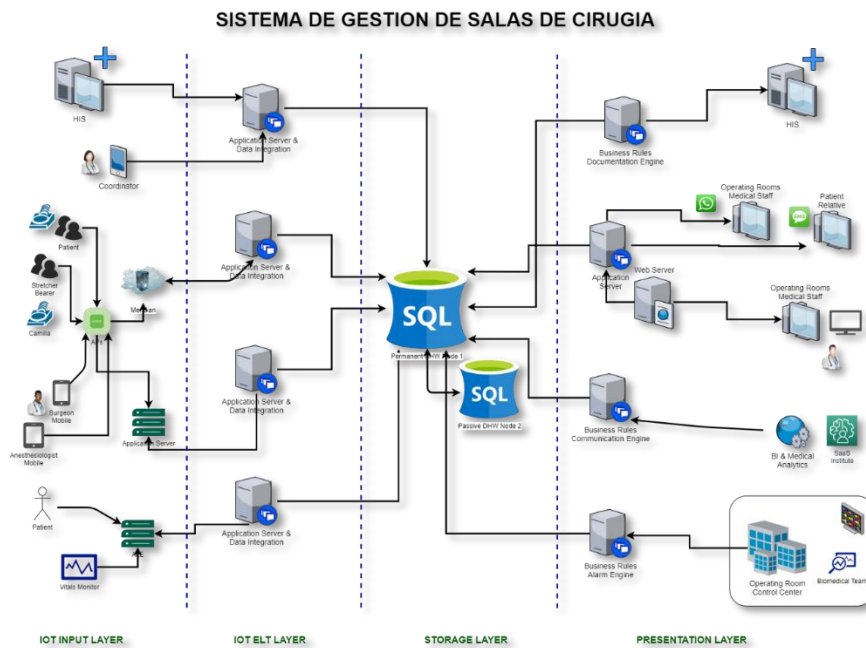 SISTEMA DE GESTION DE SALAS DE CIRUGIA
HIS
Application Server &
Data Integration
Coordinator
Business Rules
Documentation Engine
HIS
Patient
Stretcher
Bearer
Camilla
Surgeon
Mobile
Anesthesiologist
Mobile
Application Server
Application Server &
Data Integration
Application Server &
Data Integration
SQL
Permanent DHW Node 1
SQL
Passive DHW Node 2
Application
Server
Web Server
Operating Rooms
Medical Staff
Patient
Relative
Operating Rooms
Medical Staff
Business Rules
Communication Engine
BI & Medical
Analytics
SaaS
Patient
Vitals Monitor
Application Server &
Data Integration
Business Rules
Alarm Engine
Operating Room
Control Center
Biomedical Team
IOT INPUT LAYER
IOT ELT LAYER
STORAGE LAYER
PRESENTATION LAYER